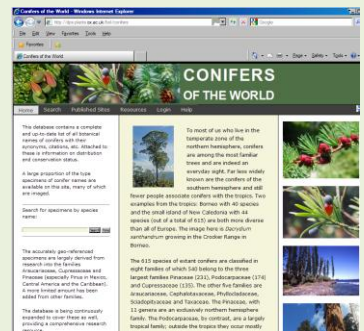 Conifers of the World - Windows Internet Explorer
File Edit View Favorites Tools Help
Favorites
Conifers of the World
Page Safety Tools
CONIFERS
OF THE WORLD
Home Search Published Sites Resources Login Help
This database contains a complete
and up-to-date list of all botanical
names of conifers with their
synonyms, citations, etc. Attached to
these is information on distribution
and conservation status.
A large proportion of the type
specimens of conifer names are
available on this site, many of which
are imaged.
Search for specimens by species
name:
The accurately geo-referenced
specimens are largely derived from
research into the families
Araucariaceae, Cupressaceae and
Pinaceae (especially Pinus in Mexico,
Central America and the Caribbean).
A more limited amount has been
added from other families.
The database is being continuously
expanded to cover these as well,
providing a comprehensive research
To most of us who live in the
temperate zone of the
northern hemisphere, conifers
are among the most familiar
trees and are indeed an
everyday sight. Far less widely
known are the conifers of the
southern hemisphere and still
fewer people associate conifers with the tropics. Two
examples from the tropics: Borneo with 40 species
and the small island of New Caledonia with 44
species (out of a total of 615) are both more diverse
than all of Europe. The image here is Dacrydium
xanthandrum growing in the Crocker Range in
Borneo.
The 615 species of extant conifers are classified in
eight families of which 540 belong to the three
largest families Pinaceae (231), Podocarpaceae (174)
and Cupressaceae (135). The other five families are
Araucariaceae, Cephalotaxaceae, Phyllocladaceae,
Sciadopityaceae and Taxaceae. The Pinaceae, with
11 genera are an exclusively northern hemisphere
family. The Podocarpaceae, by contrast, are a largely
tropical family; outside the tropics they occur mostly